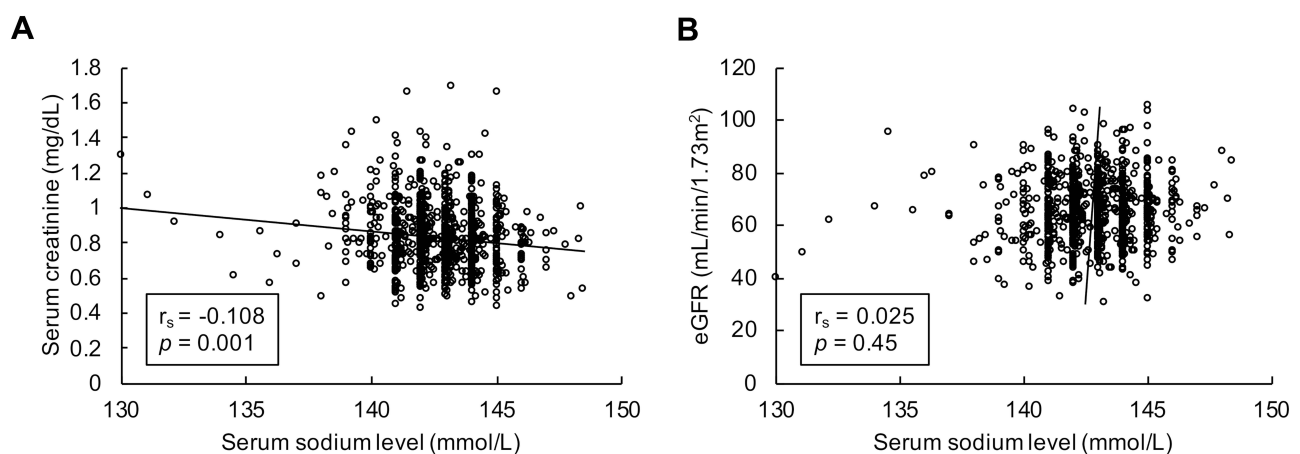 A
Serum creatinine (mg/dL)
1.8
1.6
1.4
1.2
1
0.8
0.6
0.4
0.2
0
rs = -0.108
p = 0.001
130
135
140
145
150
Serum sodium level (mmol/L)
B
eGFR (mL/min/1.73m²)
120
100
80
60
40
20
0
rs = 0.025
p = 0.45
130
135
140
145
150
Serum sodium level (mmol/L)